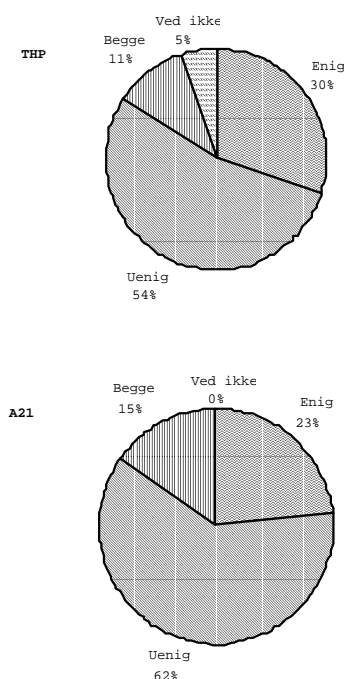 THP
Ved ikke
5%
Begge
11%
Enig
30%
Uenig
54%
A21
Ved ikke
0%
Begge
15%
Enig
23%
Uenig
62%